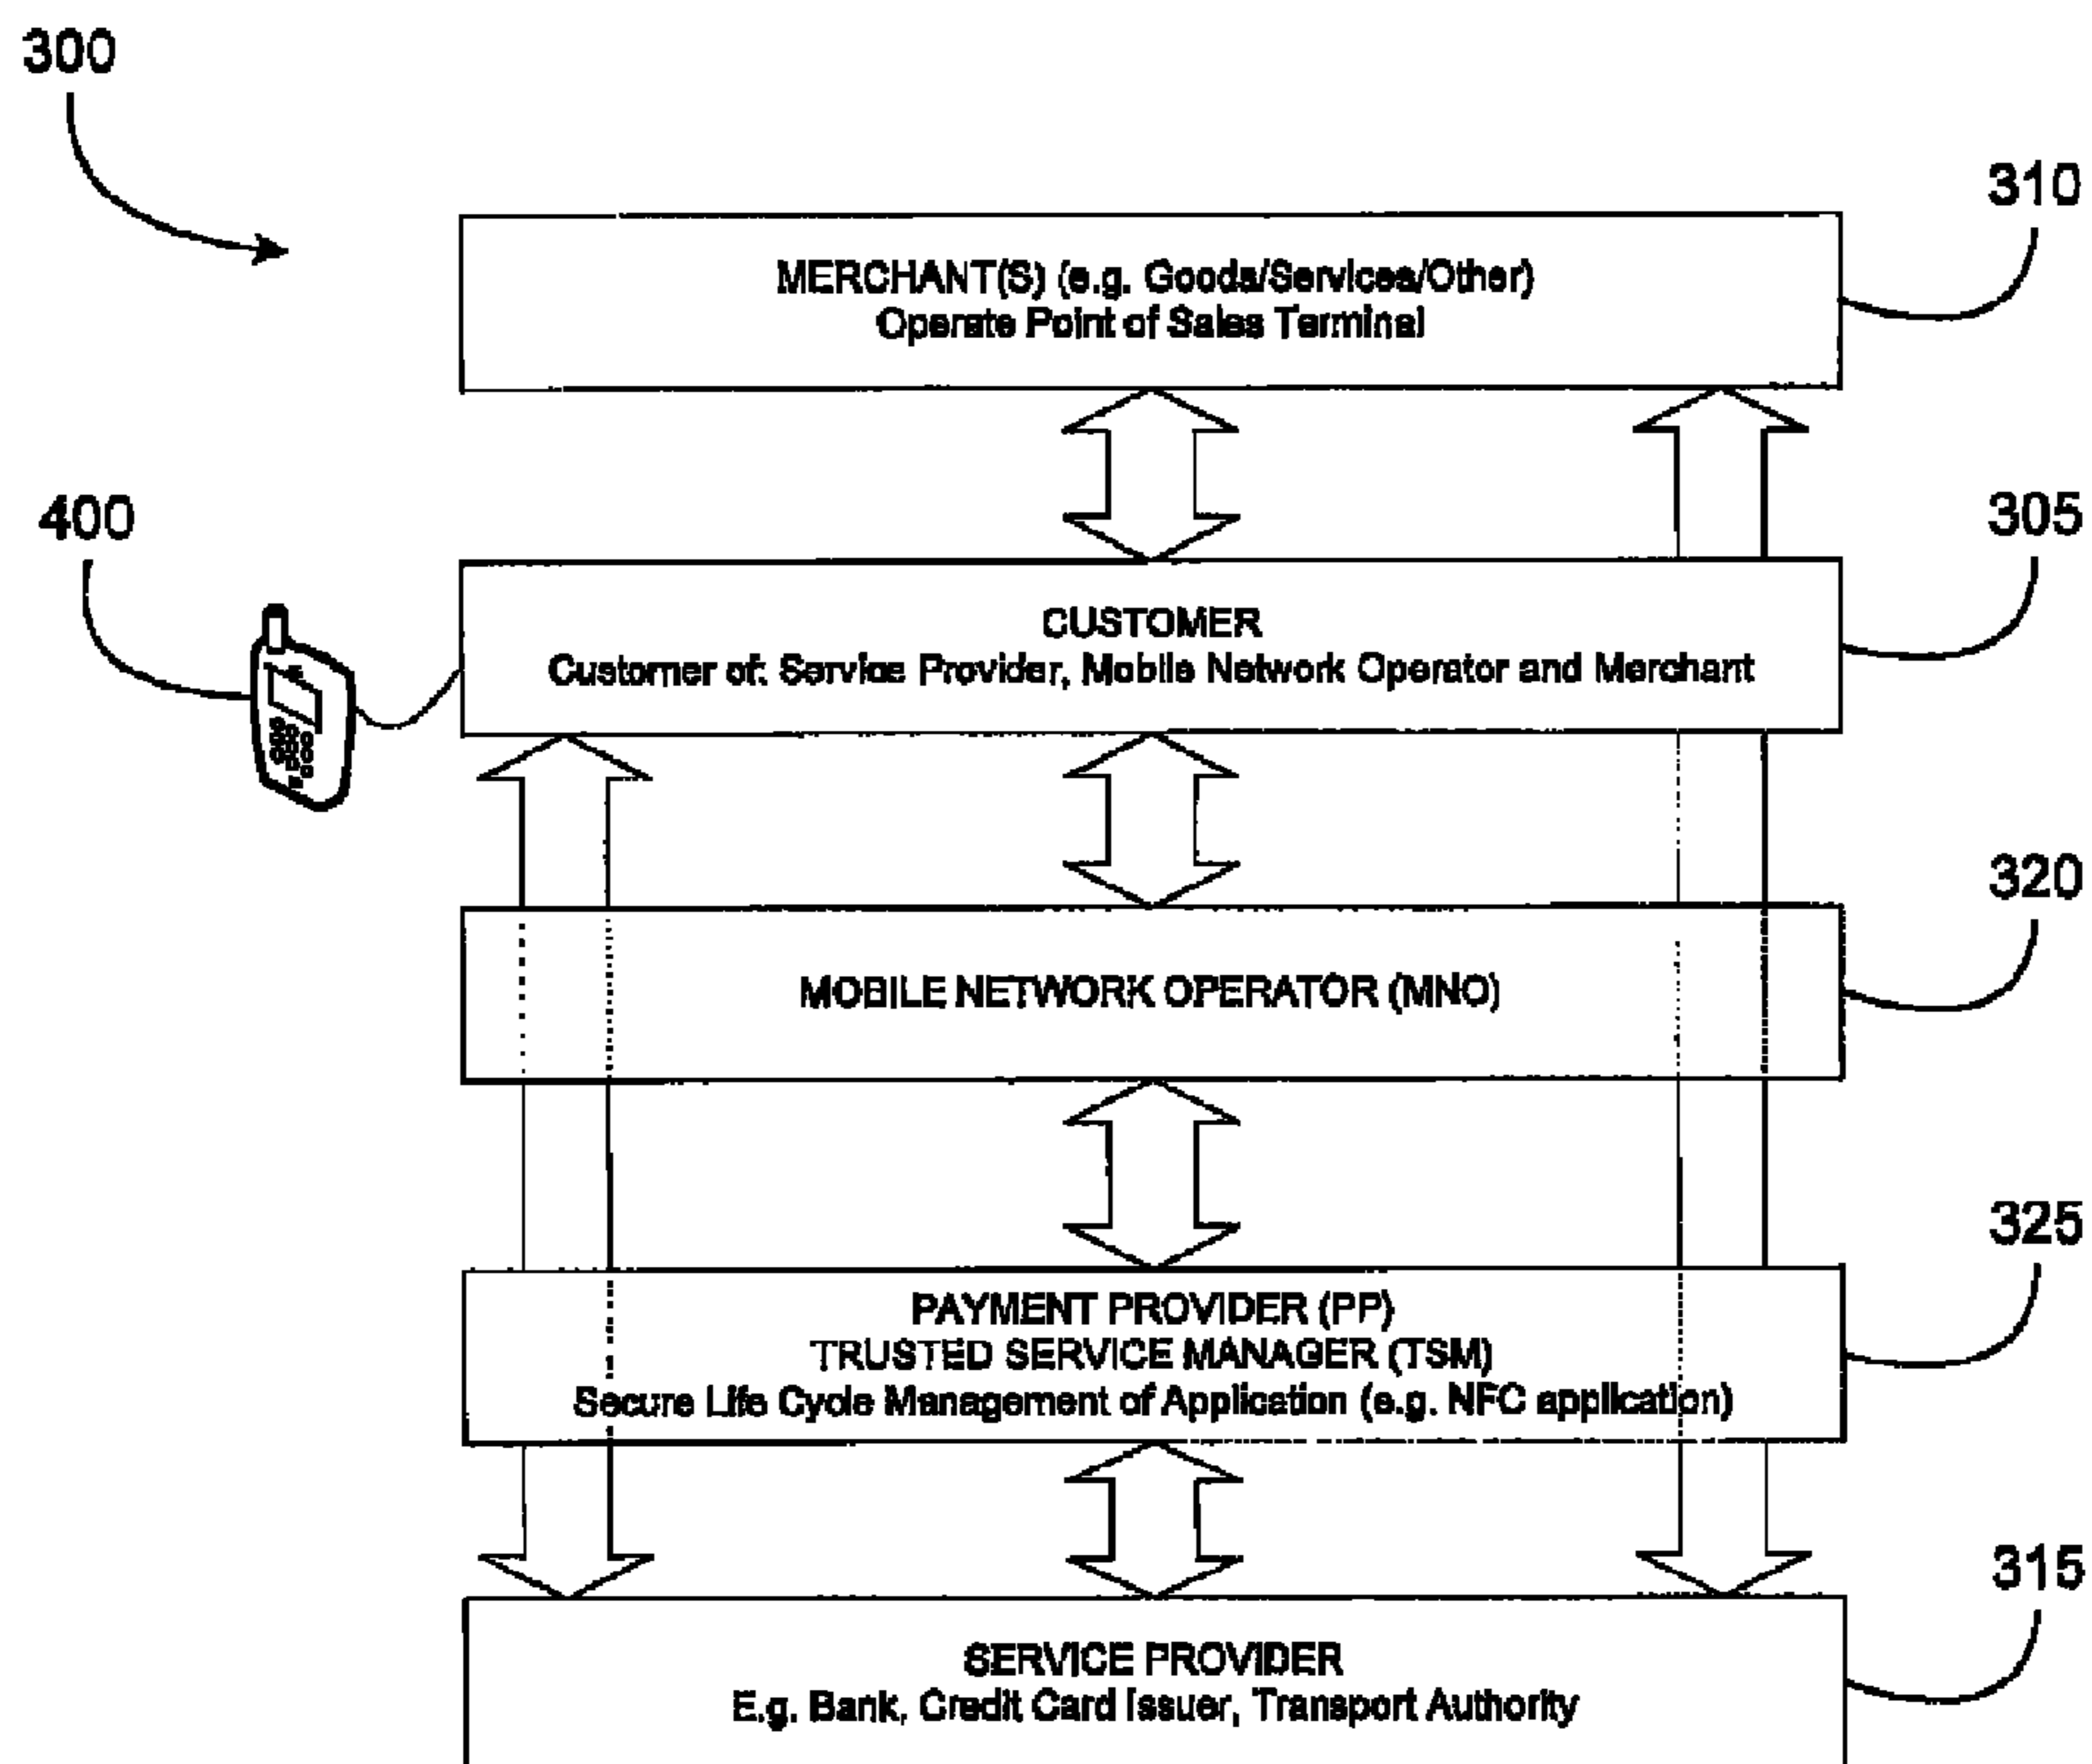 300
310
MERCHANT(S) (e.g. Goods/Services/Other)
Operate Point of Sales Terminal
400
305
CUSTOMER
Customer of: Service Provider, Mobile Network Operator and Merchant
320
MOBILE NETWORK OPERATOR (MNO)
325
PAYMENT PROVIDER (PP)
TRUSTED SERVICE MANAGER (TSM)
Secure Life Cycle Management of Application (e.g. NFC application)
315
SERVICE PROVIDER
E.g. Bank, Credit Card Issuer, Transport Authority